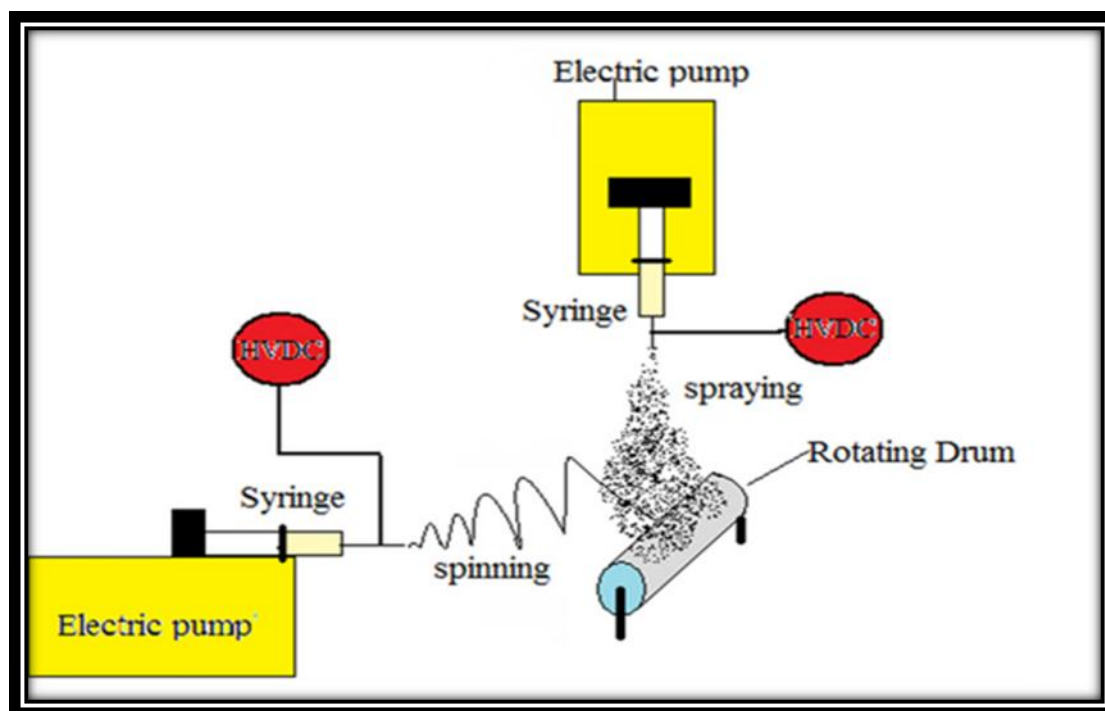 Electric pump
Syringe
HVDC
spraying
HVDC
Rotating Drum
Syringe
spinning
Electric pump